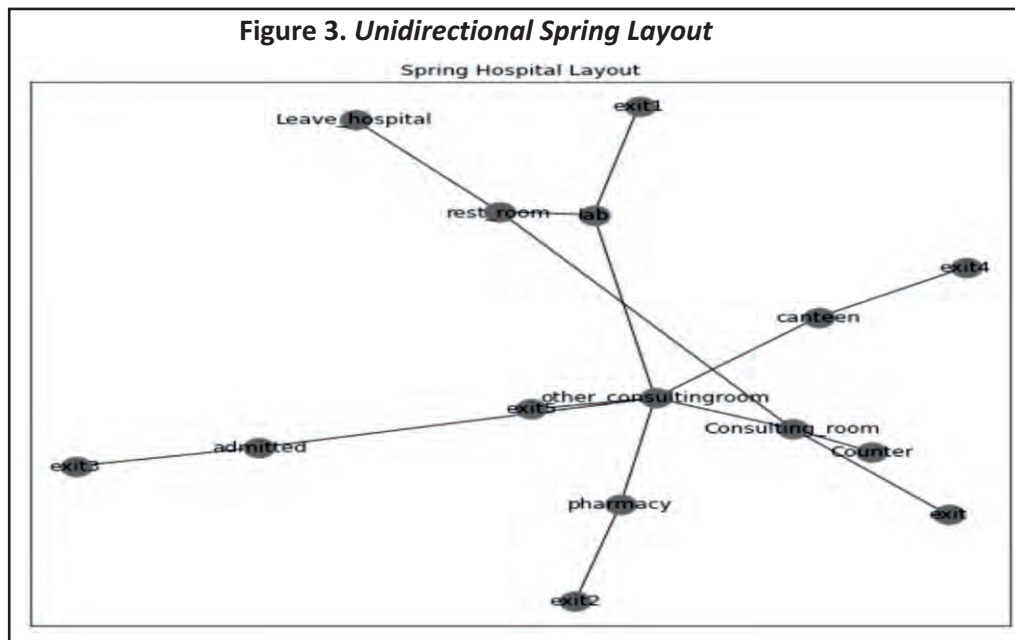 Figure 3. Unidirectional Spring Layout
Spring Hospital Layout
exit1
Leave_hospital
rest_room
lab
exit4
canteen
other_consultingroom
exit5
Consulting_room
admitted
Counter
exit3
pharmacy
exit
exit2